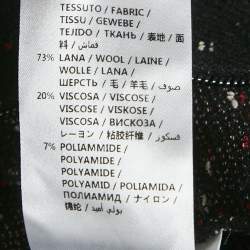 TESSUTO / FABRIC /
TISSU / GEWEBE /
TEJIDO / ТКАНЬ / 表地 / 面
料 / قماش /
73% LANA / WOOL / LAINE /
WOLLE / LANA /
ШЕРСТЬ / 毛 / 羊毛 / صوف /
20% VISCOSA / VISCOSE /
VISCOSE / VISKOSE /
VISCOSA / ВИСКОЗА /
レーヨン / 粘胶纤维 / فسكوز /
7% POLIAMMIDE /
POLYAMIDE /
POLYAMIDE /
POLYAMID / POLIAMIDA /
ПОЛИАМИД / ナイロン /
锦纶 / بولي أميد /